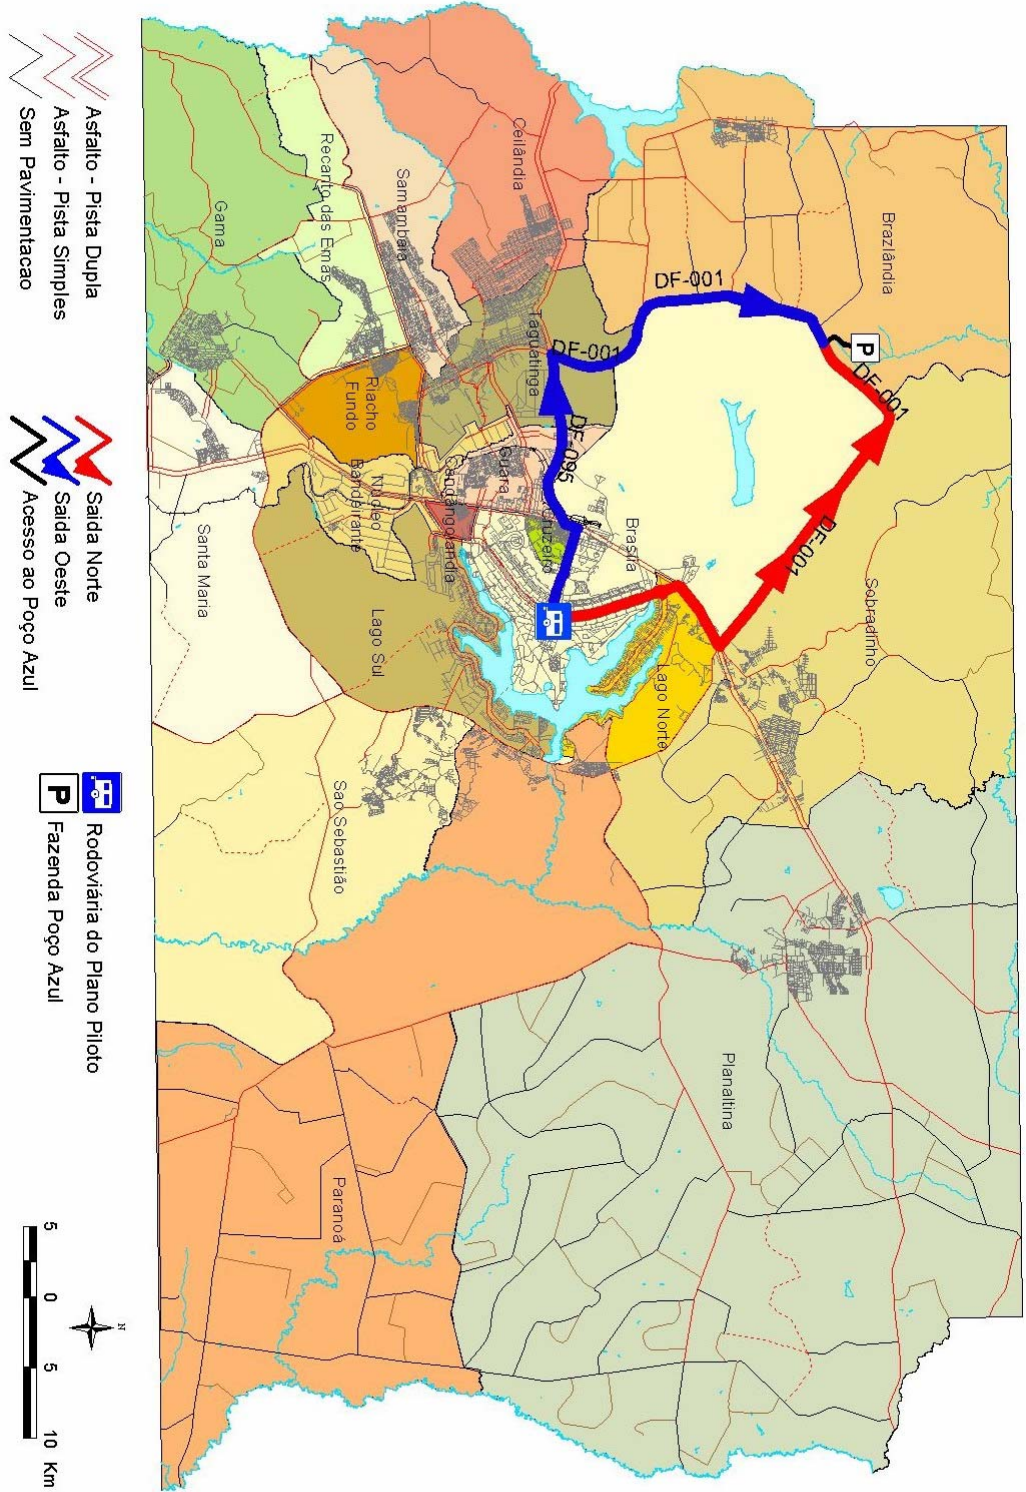 Brazlândia
Sobradinho
DF-001
P
DF-001
Planaltina
DF-001
Lago Norte
Brasília
DF-001
DF-095
Cruzeiro
Ceilândia
Taguatinga
Guará
Candangolândia
Samambaia
Riacho
Fundo
Núcleo
Bandeirante
Lago Sul
Sao Sebastião
Paranoá
Recanto das Emas
Gama
Santa Maria
N
Asfalto - Pista Dupla
Asfalto - Pista Simples
Sem Pavimentacao
Saida Norte
Saida Oeste
Acesso ao Poço Azul
Rodoviária do Plano Piloto
P Fazenda Poço Azul
5 0 5 10 Km